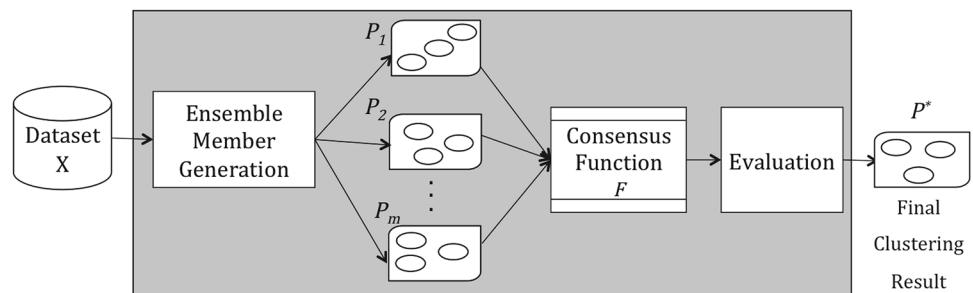 Dataset
X
Ensemble
Member
Generation
P1
P2
Pm
Consensus
Function
F
Evaluation
P*
Final
Clustering
Result